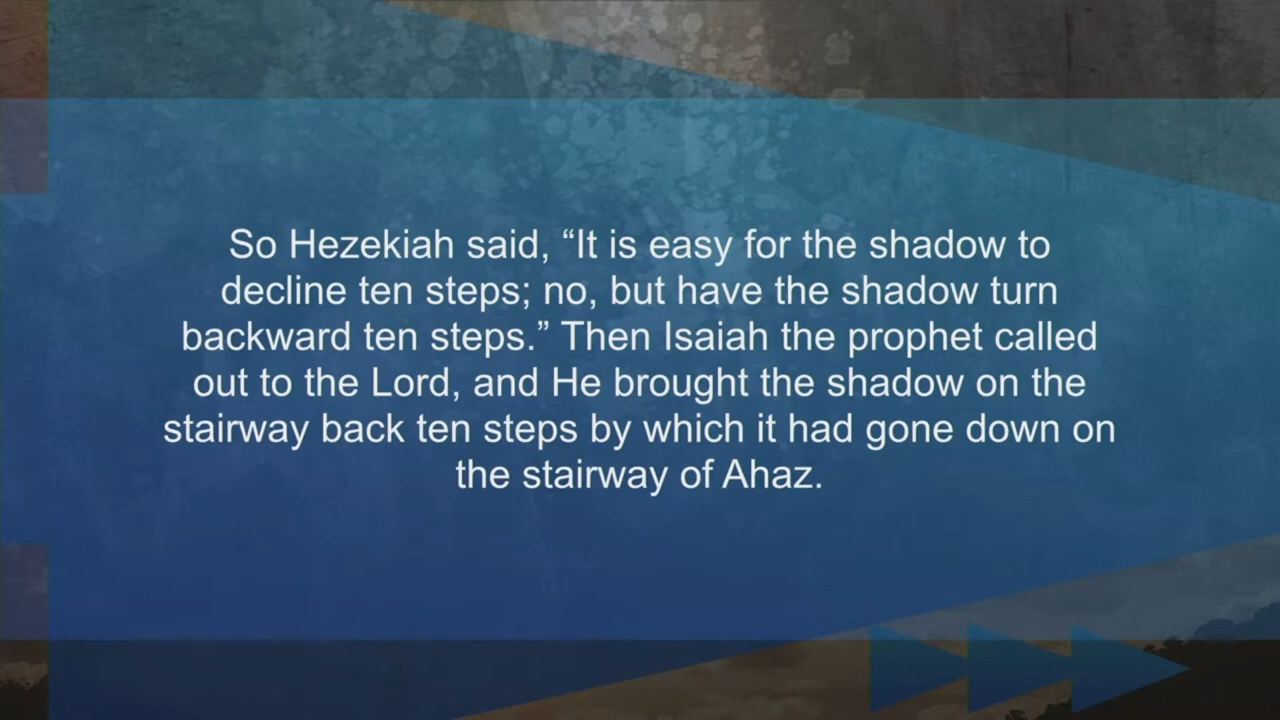 So Hezekiah said, “It is easy for the shadow to
decline ten steps; no, but have the shadow turn
backward ten steps.” Then Isaiah the prophet called
out to the Lord, and He brought the shadow on the
stairway back ten steps by which it had gone down on
the stairway of Ahaz.